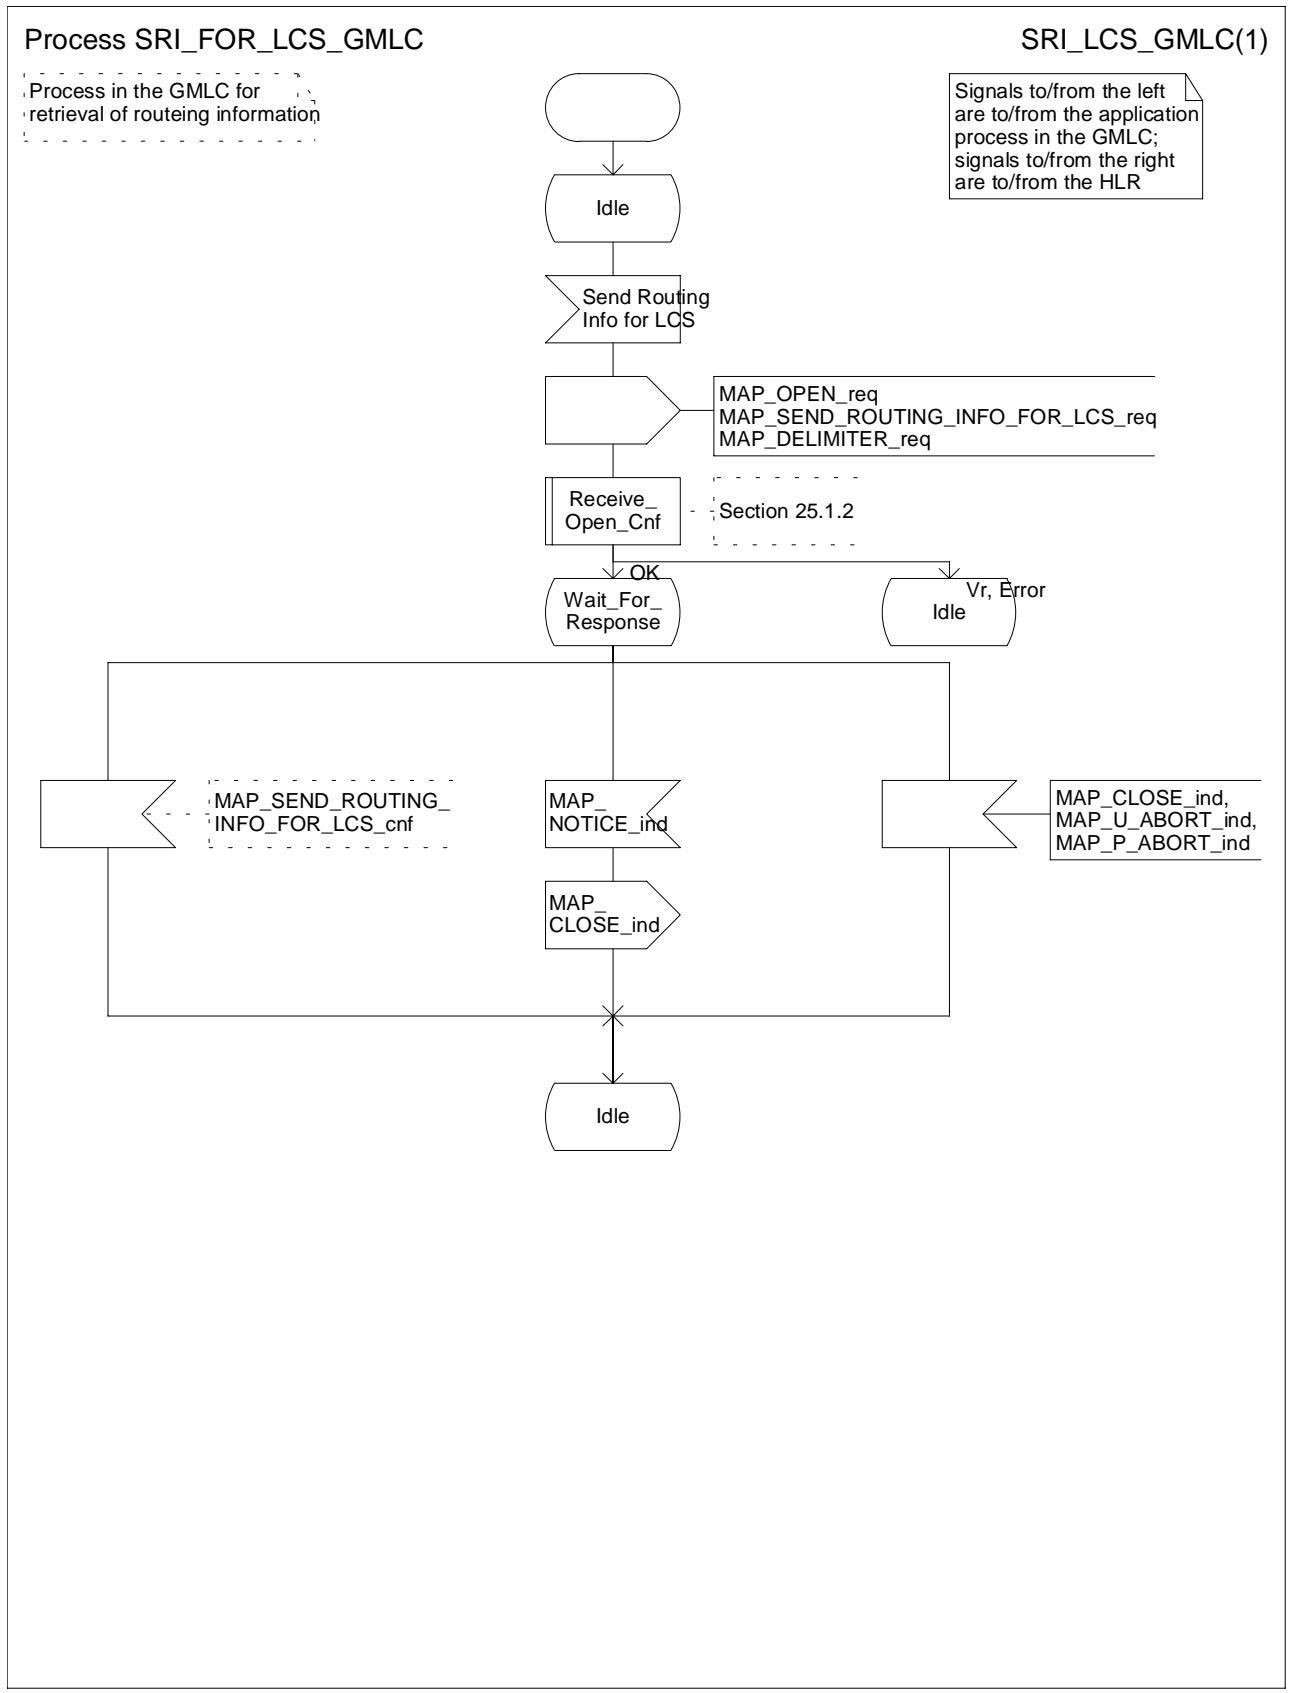 Process SRI_FOR_LCS_GMLC
SRI_LCS_GMLC(1)
Process in the GMLC for
retrieval of routeing information
Signals to/from the left
are to/from the application
process in the GMLC;
signals to/from the right
are to/from the HLR
Idle
Send Routing
Info for LCS
MAP_OPEN_req
MAP_SEND_ROUTING_INFO_FOR_LCS_req
MAP_DELIMITER_req
Receive_
Open_Cnf
Section 25.1.2
OK
Vr, Error
Wait_For_
Response
Idle
MAP_SEND_ROUTING_
INFO_FOR_LCS_cnf
MAP_
NOTICE_ind
MAP_CLOSE_ind,
MAP_U_ABORT_ind,
MAP_P_ABORT_ind
MAP_
CLOSE_ind
Idle